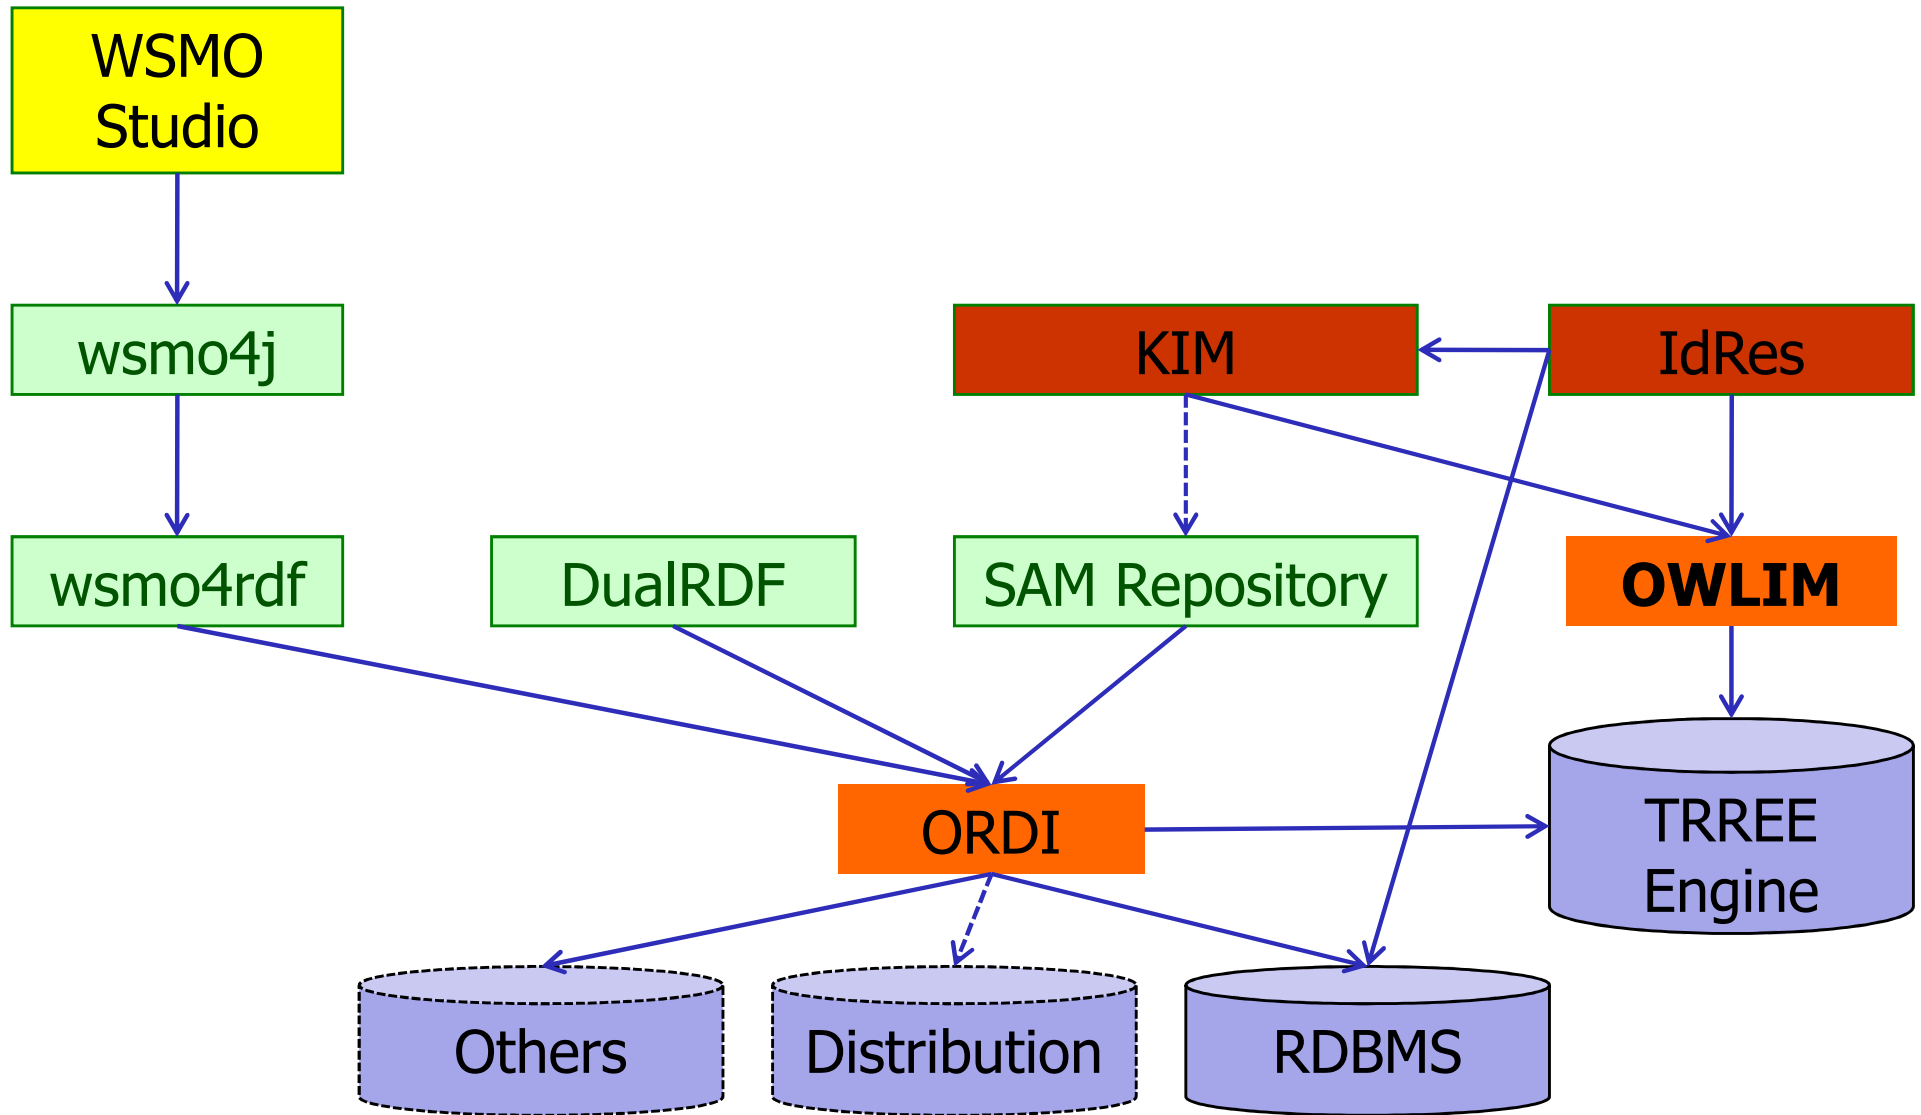 WSMO
Studio
wsmo4j
KIM
IdRes
wsmo4rdf
DualRDF
SAM Repository
OWLIM
ORDI
TRREE
Engine
Others
Distribution
RDBMS